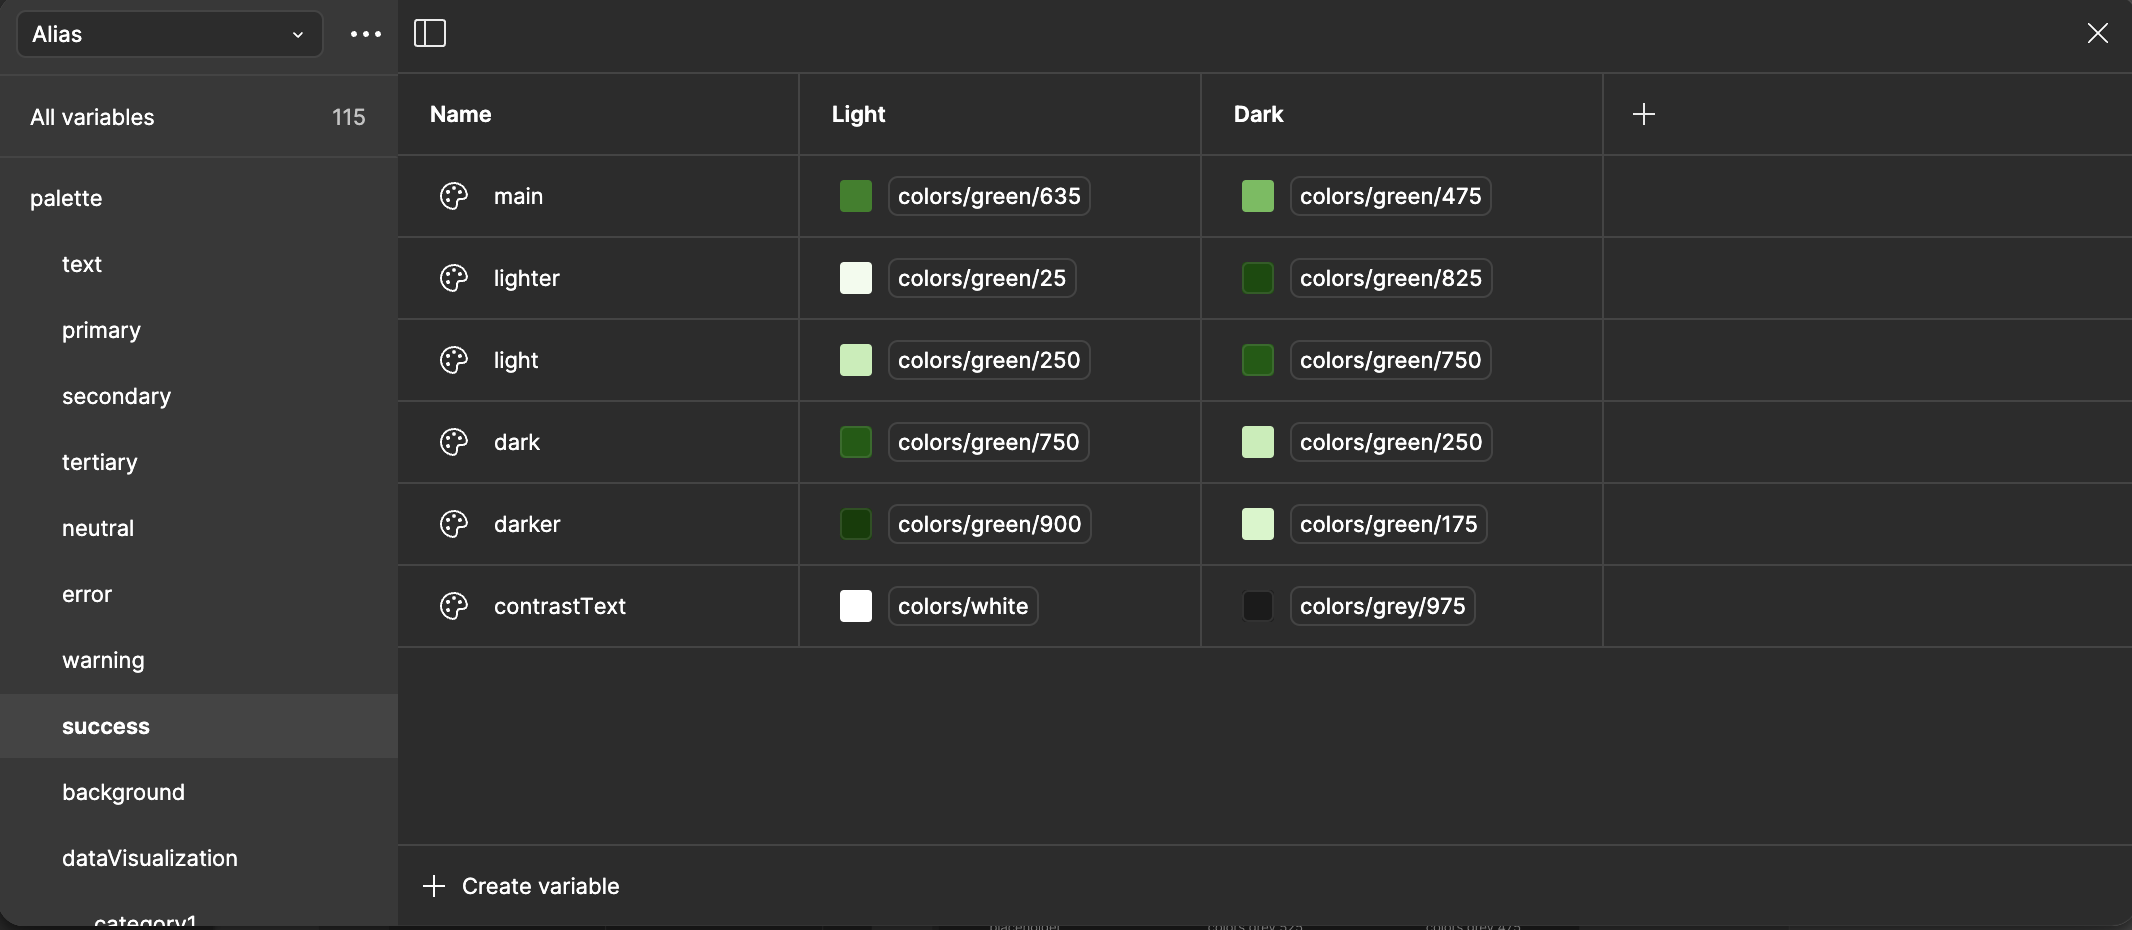 Alias
All variables 115
palette
text
primary
secondary
tertiary
neutral
error
warning
success
background
dataVisualization
category1
Name Light Dark
main colors/green/635 colors/green/475
lighter colors/green/25 colors/green/825
light colors/green/250 colors/green/750
dark colors/green/750 colors/green/250
darker colors/green/900 colors/green/175
contrastText colors/white colors/grey/975
Create variable